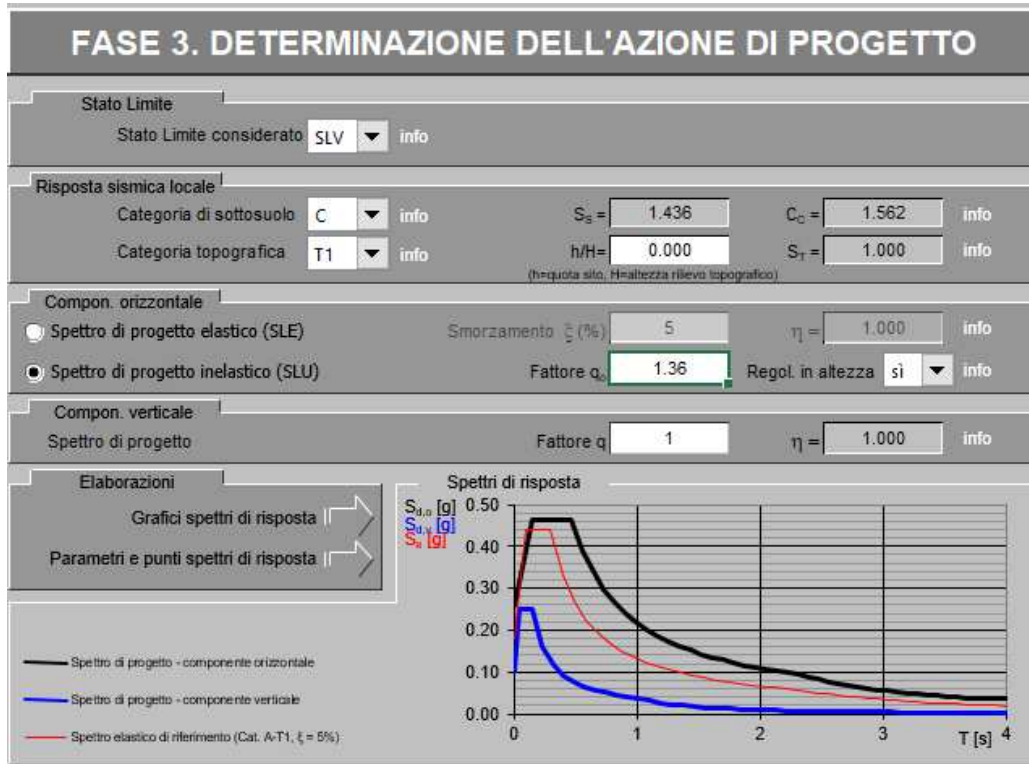 FASE 3. DETERMINAZIONE DELL'AZIONE DI PROGETTO
Stato Limite
Stato Limite considerato SLV info
Risposta sismica locale
Categoria di sottosuolo C info S_S = 1.436 C_C = 1.562 info
Categoria topografica T1 info h/H= 0.000 S_T = 1.000 info
(h=quota sito, H=altezza rilievo topografico)
Compon. orizzontale
Spettro di progetto elastico (SLE) Smorzamento ξ (%) 5 η = 1.000 info
Spettro di progetto inelastico (SLU) Fattore q_o 1.36 Regol. in altezza sì info
Compon. verticale
Spettro di progetto Fattore q 1 η = 1.000 info
Elaborazioni
Grafici spettri di risposta
Parametri e punti spettri di risposta
Spettri di risposta
S_d,o [g]
S_d,v [g]
S_e [g]
0.50
0.40
0.30
0.20
0.10
0.00
0 1 2 3 T [s] 4
Spettro di progetto - componente orizzontale
Spettro di progetto - componente verticale
Spettro elastico di riferimento (Cat. A-T1, ξ = 5%)